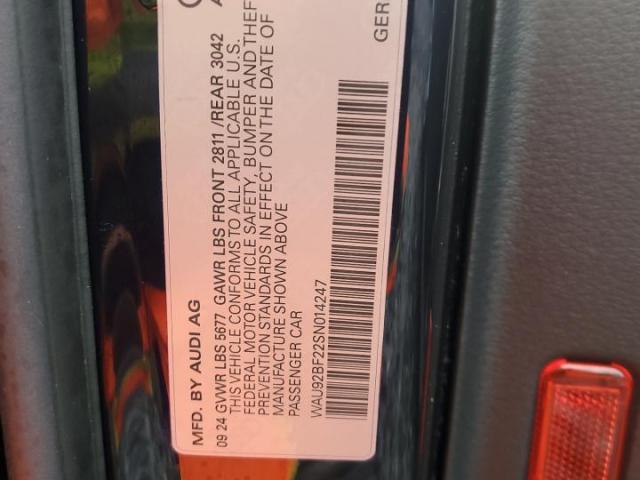 MFD. BY AUDI AG
09 24 GVWR LBS 5677 GAWR LBS FRONT 2811 /REAR 3042
THIS VEHICLE CONFORMS TO ALL APPLICABLE U.S.
FEDERAL MOTOR VEHICLE SAFETY, BUMPER AND THEFT
PREVENTION STANDARDS IN EFFECT ON THE DATE OF
MANUFACTURE SHOWN ABOVE
PASSENGER CAR
WAU92BF22SN014247
GER